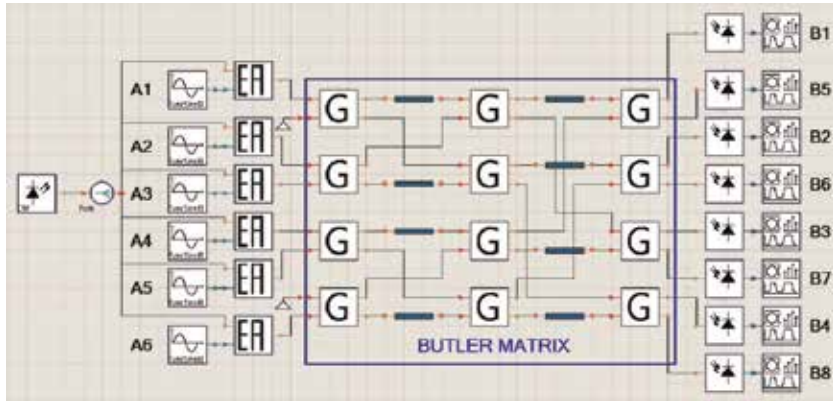 A1
EA
A2
EA
A3
EA
A4
EA
A5
EA
A6
EA
G G G
G G G
G G G
G G G
BUTLER MATRIX
B1
B5
B2
B6
B3
B7
B4
B8